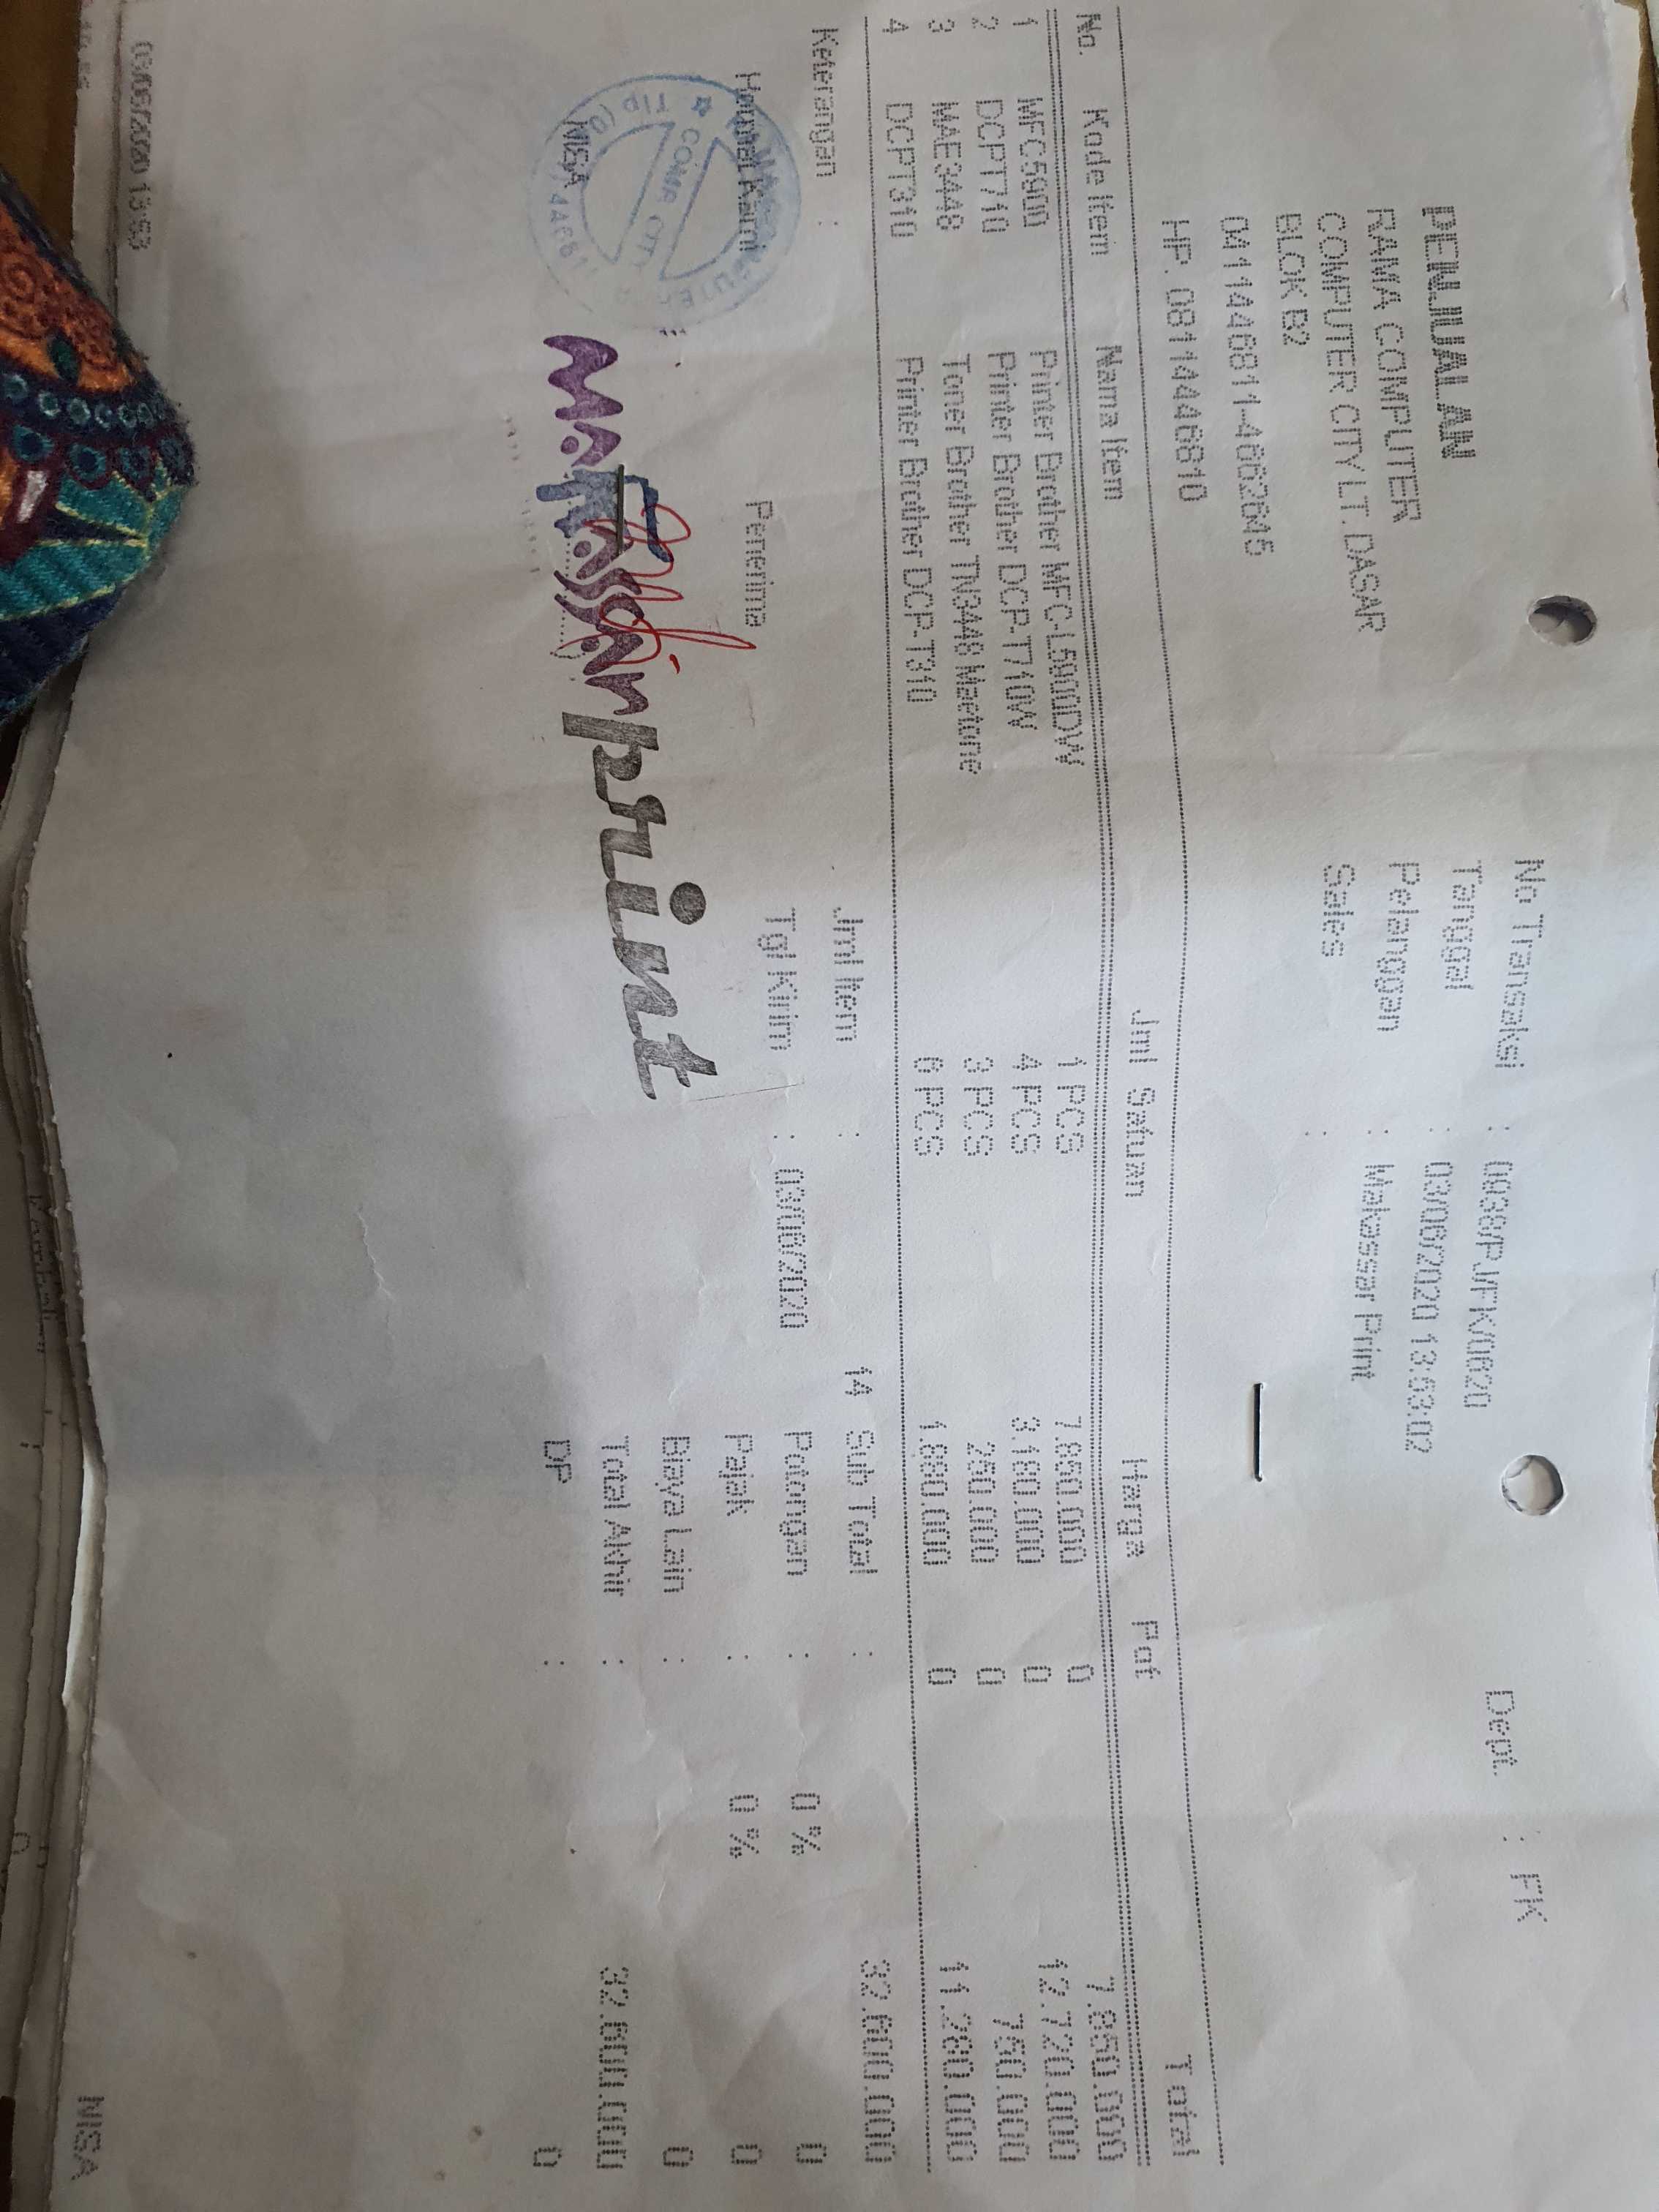 PENJUALAN
RAMA COMPUTER
COMPUTER CITY LT. DASAR
BLOK B2
HP. 08114446810
No Transaksi : 0038/PJ/FK/0620
Tanggal : 03/06/2020 13:53:02
Pelanggan : Makassar Print
Sales :
Dept. : FK
No. Kode Item Nama Item Jml Satuan Harga Pot Total
1 MFC5900 Printer Brother MFC-L5900DW 1 PCS 7.850.000 0 7.850.000
2 DCPT710 Printer Brother DCP-T710W 4 PCS 3.180.000 0 12.720.000
3 MAE3448 Toner Brother TN3448 Maetone 3 PCS 250.000 0 750.000
4 DCPT310 Printer Brother DCP-T310 6 PCS 1.880.000 0 11.280.000
Keterangan :
Jml Item : 14
Tgl Kirim : 03/06/2020
Sub Total : 32.600.000
Potongan : 0 % 0
Pajak : 0 % 0
Biaya Lain : 0
Total Akhir : 32.600.000
DP : 0
Hormat Kami
Penerima
NISA
COMP. CIT
MAKASSAR print
03/06/2020 13:53
NISA